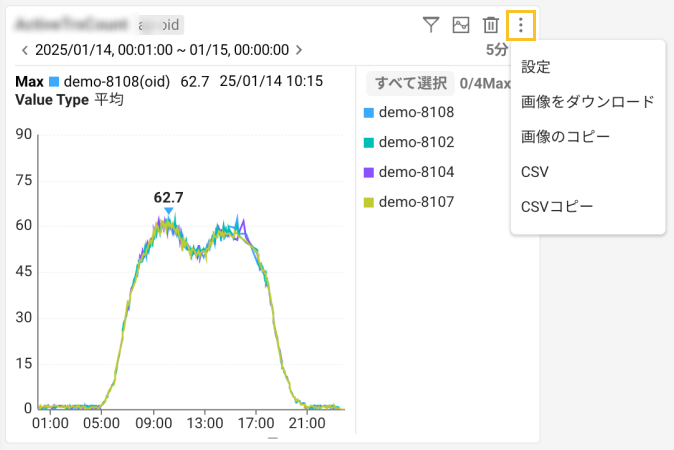 oid
2025/01/14, 00:01:00 ~ 01/15, 00:00:00
5分
Max demo-8108(oid) 62.7 25/01/14 10:15
Value Type 平均
すべて選択 0/4Max
demo-8108
demo-8102
demo-8104
demo-8107
設定
画像をダウンロード
画像のコピー
CSV
CSVコピー
62.7
90
75
60
45
30
15
0
01:00 05:00 09:00 13:00 17:00 21:00